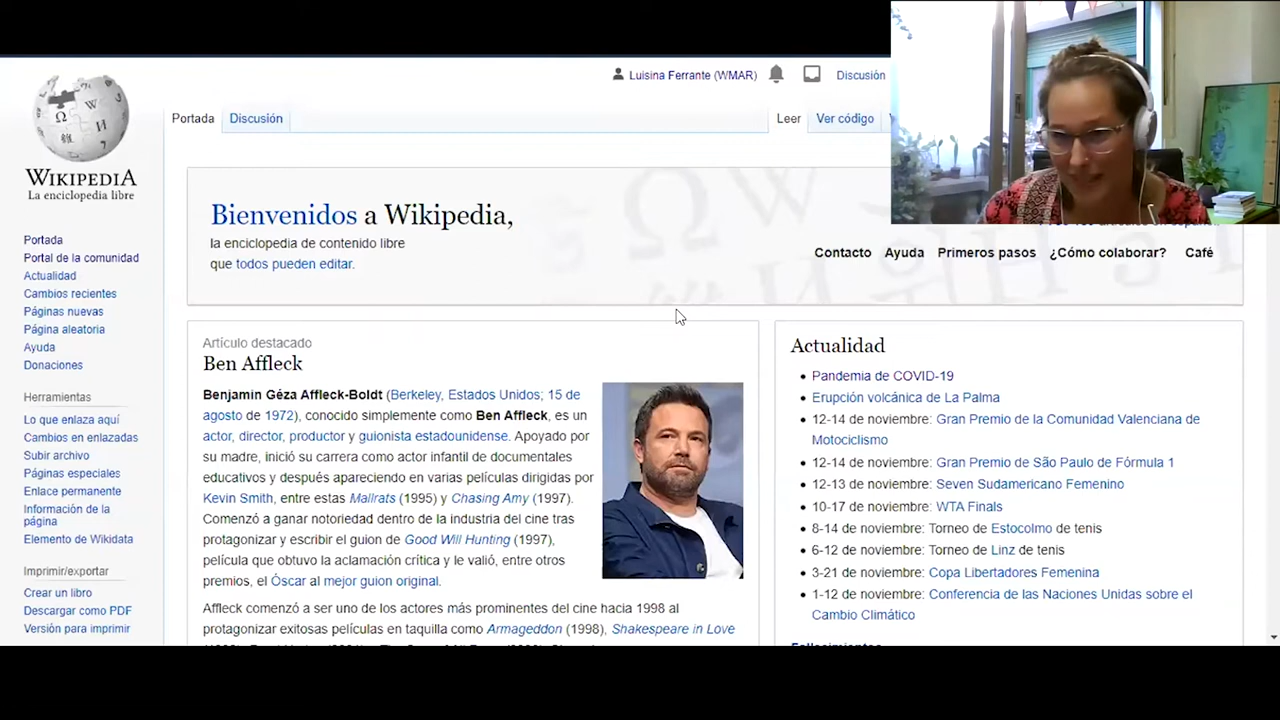 Luisina Ferrante (WMAR)
Discusión
Portada
Discusión
Leer
Ver código
WIKIPEDIA
La enciclopedia libre
Portada
Portal de la comunidad
Actualidad
Cambios recientes
Páginas nuevas
Página aleatoria
Ayuda
Donaciones
Herramientas
Lo que enlaza aquí
Cambios en enlazadas
Subir archivo
Páginas especiales
Enlace permanente
Información de la
página
Elemento de Wikidata
Imprimir/exportar
Crear un libro
Descargar como PDF
Versión para imprimir
Bienvenidos a Wikipedia,
la enciclopedia de contenido libre
que todos pueden editar.
Contacto Ayuda Primeros pasos ¿Cómo colaborar? Café
Artículo destacado
Ben Affleck
Benjamin Géza Affleck-Boldt (Berkeley, Estados Unidos; 15 de
agosto de 1972), conocido simplemente como Ben Affleck, es un
actor, director, productor y guionista estadounidense. Apoyado por
su madre, inició su carrera como actor infantil de documentales
educativos y después apareciendo en varias películas dirigidas por
Kevin Smith, entre estas Mallrats (1995) y Chasing Amy (1997).
Comenzó a ganar notoriedad dentro de la industria del cine tras
protagonizar y escribir el guion de Good Will Hunting (1997),
película que obtuvo la aclamación crítica y le valió, entre otros
premios, el Óscar al mejor guion original.
Affleck comenzó a ser uno de los actores más prominentes del cine hacia 1998 al
protagonizar exitosas películas en taquilla como Armageddon (1998), Shakespeare in Love
Actualidad
Pandemia de COVID-19
Erupción volcánica de La Palma
12-14 de noviembre: Gran Premio de la Comunidad Valenciana de
Motociclismo
12-14 de noviembre: Gran Premio de São Paulo de Fórmula 1
12-13 de noviembre: Seven Sudamericano Femenino
10-17 de noviembre: WTA Finals
8-14 de noviembre: Torneo de Estocolmo de tenis
6-12 de noviembre: Torneo de Linz de tenis
3-21 de noviembre: Copa Libertadores Femenina
1-12 de noviembre: Conferencia de las Naciones Unidas sobre el
Cambio Climático